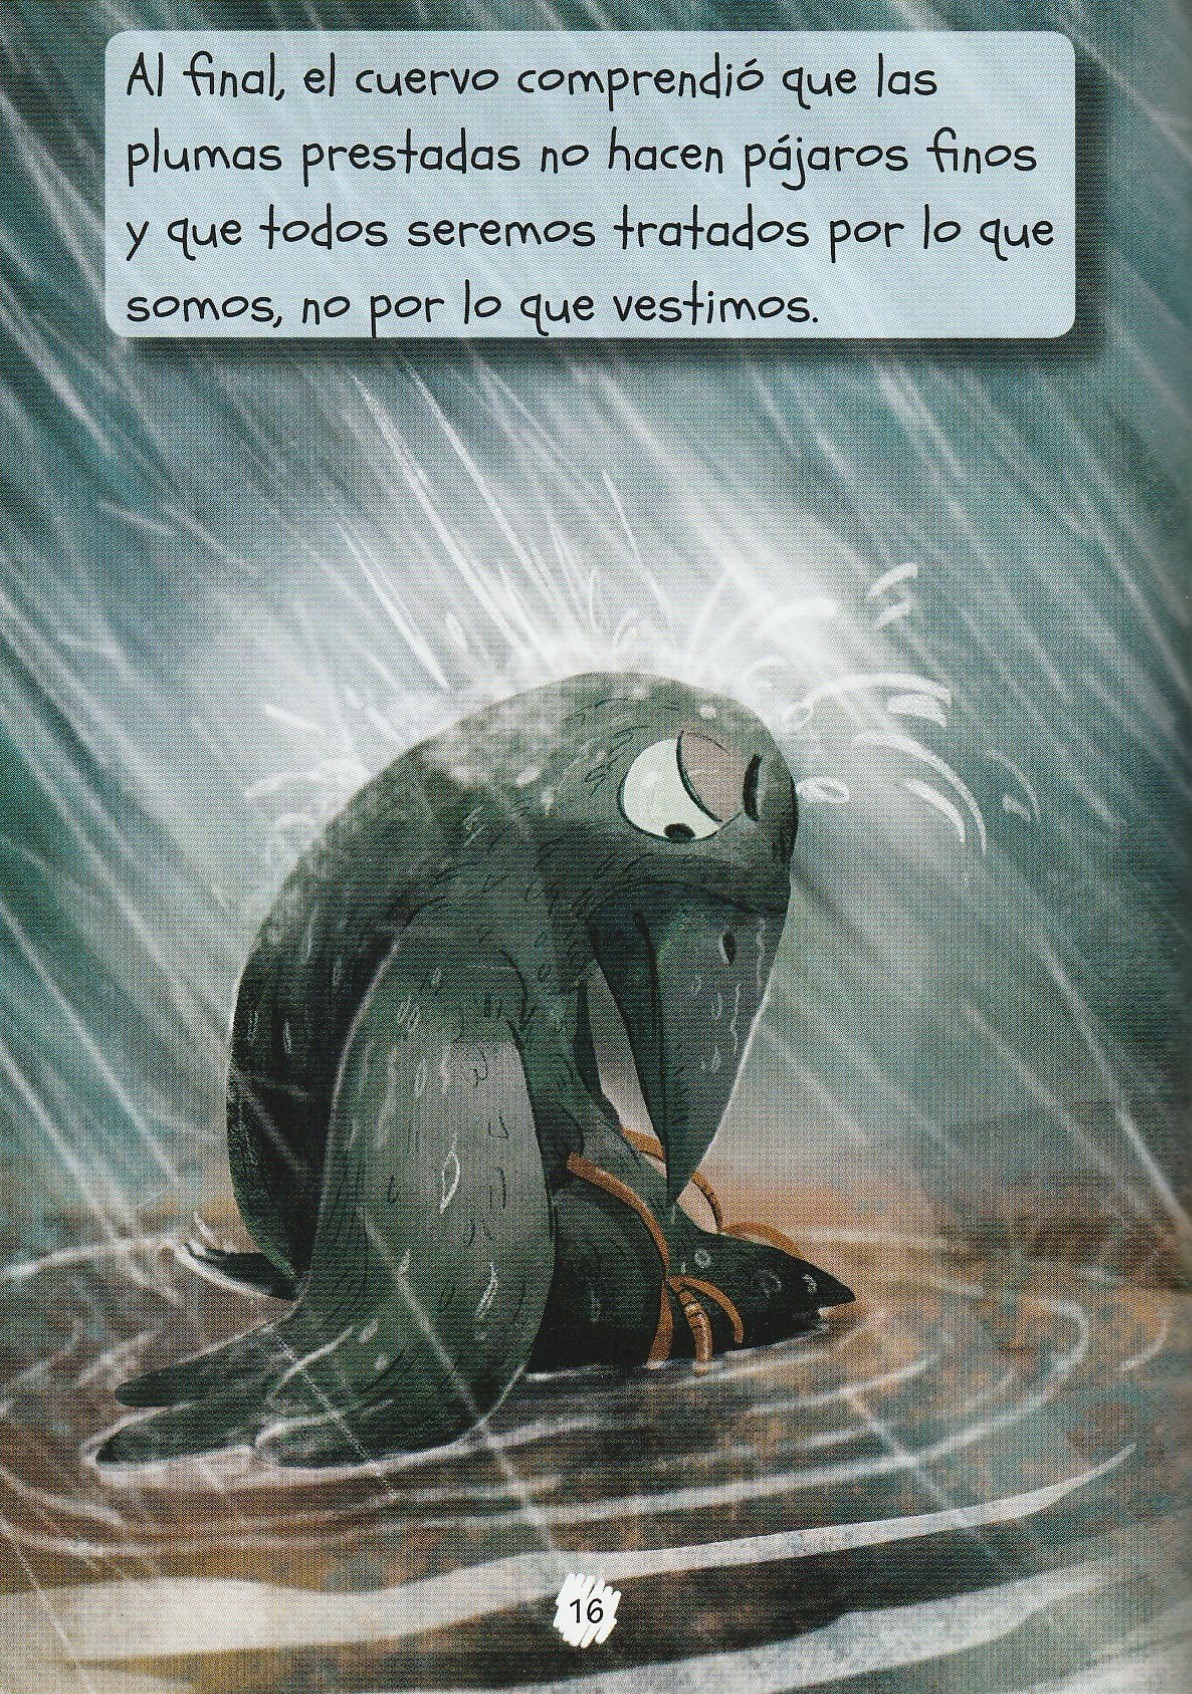 Al final, el cuervo comprendió que las
plumas prestadas no hacen pájaros finos
y que todos seremos tratados por lo que
somos, no por lo que vestimos.
16